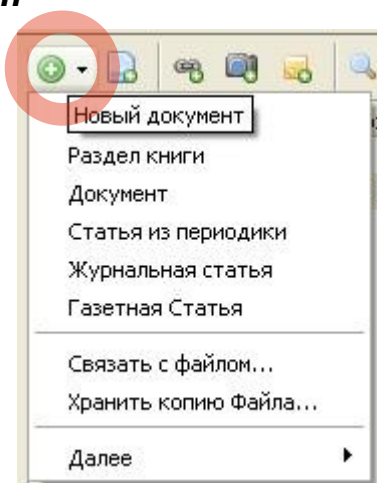 Новый документ
Раздел книги
Документ
Статья из периодики
Журнальная статья
Газетная Статья
Связать с файлом...
Хранить копию Файла...
Далее